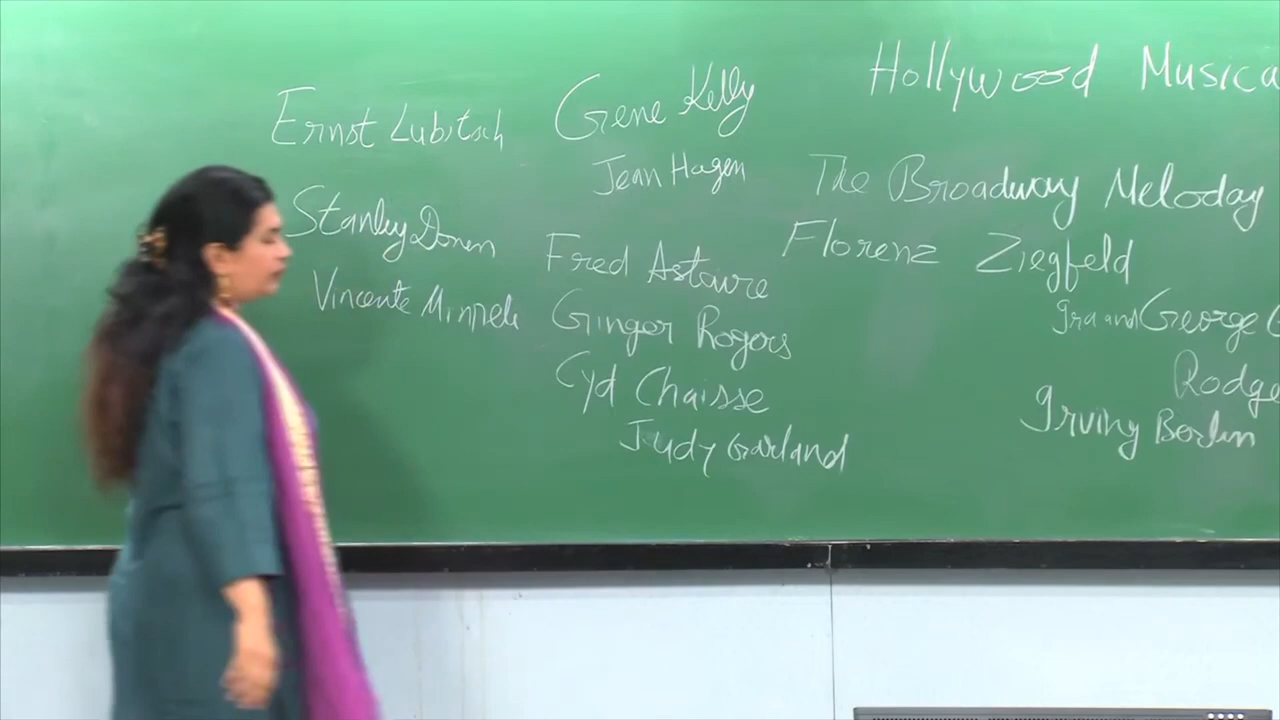 Hollywood Musica
Ernst Lubitsch
Gene Kelly
Jean Hagen
The Broadway Meloday
Stanley Donen
Florenz Ziegfeld
Fred Astaire
Vincente Minnele
Ginger Rogers
Ira and George
Cyd Chaisse
Rodge
Irving Berlin
Judy Garland